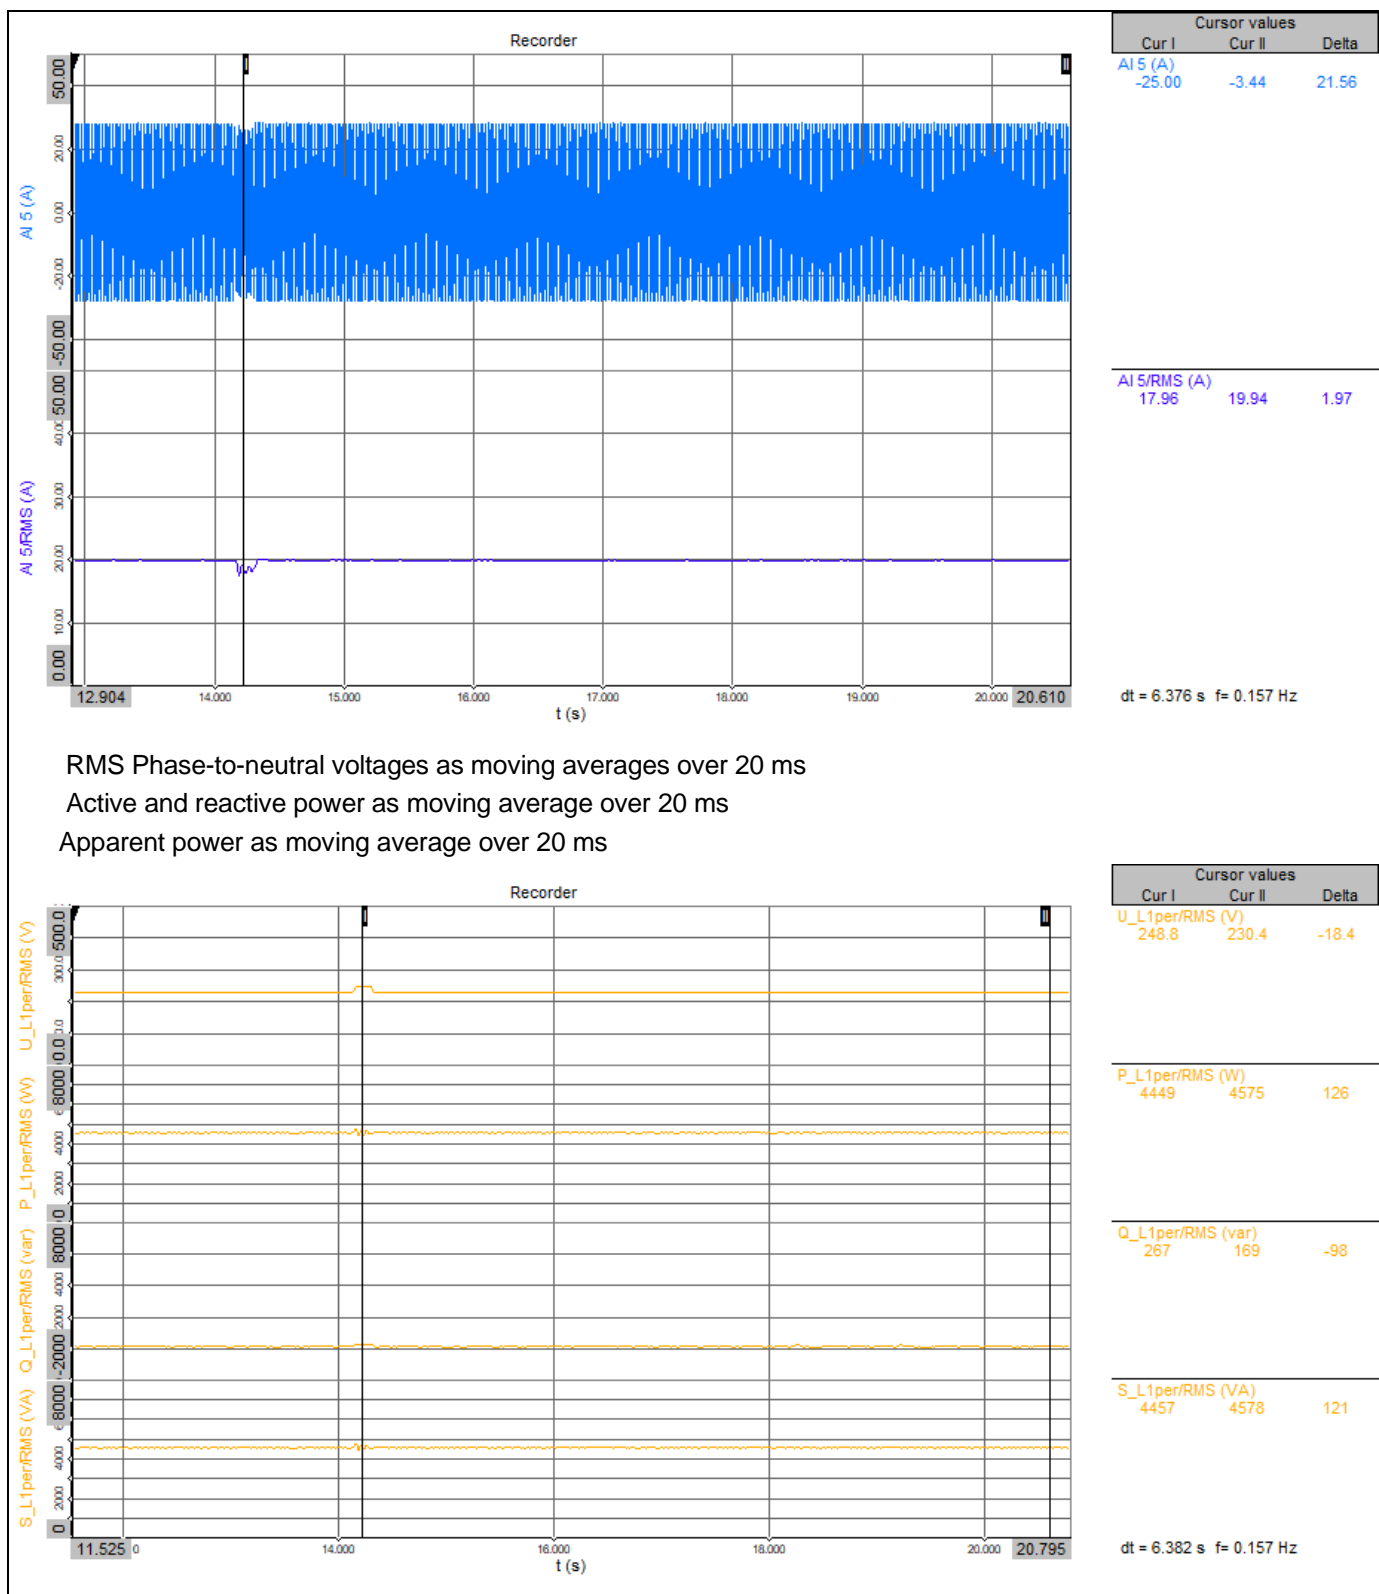 Recorder
Cursor values
Cur I Cur II Delta
AI 5 (A)
-25.00 -3.44 21.56
AI 5 (A)
50.00
20.0
0.00
-20.00
-50.00
AI 5/RMS (A)
17.96 19.94 1.97
AI 5/RMS (A)
50.00
40.00
30.00
20.00
10.00
0.00
12.904 14.000 15.000 16.000 17.000 18.000 19.000 20.000 20.610
t (s)
dt = 6.376 s f= 0.157 Hz
RMS Phase-to-neutral voltages as moving averages over 20 ms
Active and reactive power as moving average over 20 ms
Apparent power as moving average over 20 ms
Recorder
Cursor values
Cur I Cur II Delta
U_L1per/RMS (V)
248.8 230.4 -18.4
U_L1per/RMS (V)
500.0
300.0
0.0
P_L1per/RMS (W)
4449 4575 126
P_L1per/RMS (W)
8000
4000
2000
0
Q_L1per/RMS (var)
267 169 -98
Q_L1per/RMS (var)
8000
4000
2000
-2000
S_L1per/RMS (VA)
4457 4578 121
S_L1per/RMS (VA)
8000
4000
2000
0
11.525 14.000 16.000 18.000 20.000 20.795
t (s)
dt = 6.382 s f= 0.157 Hz